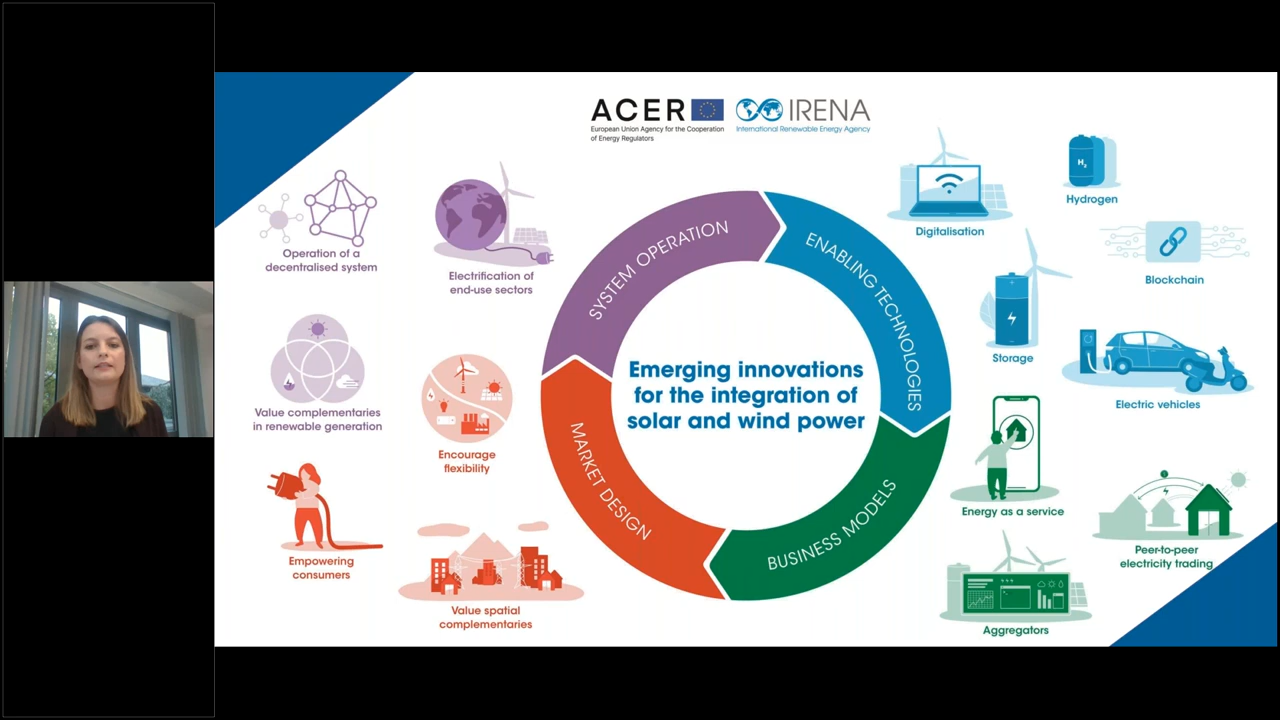 ACER
European Union Agency for the Cooperation
of Energy Regulators
IRENA
International Renewable Energy Agency
Operation of a
decentralised system
Electrification of
end-use sectors
Value complementaries
in renewable generation
Encourage
flexibility
Empowering
consumers
Value spatial
complementaries
SYSTEM OPERATION
ENABLING TECHNOLOGIES
MARKET DESIGN
BUSINESS MODELS
Emerging innovations
for the integration of
solar and wind power
Digitalisation
H2
Hydrogen
Blockchain
Storage
Electric vehicles
Energy as a service
Peer-to-peer
electricity trading
Aggregators